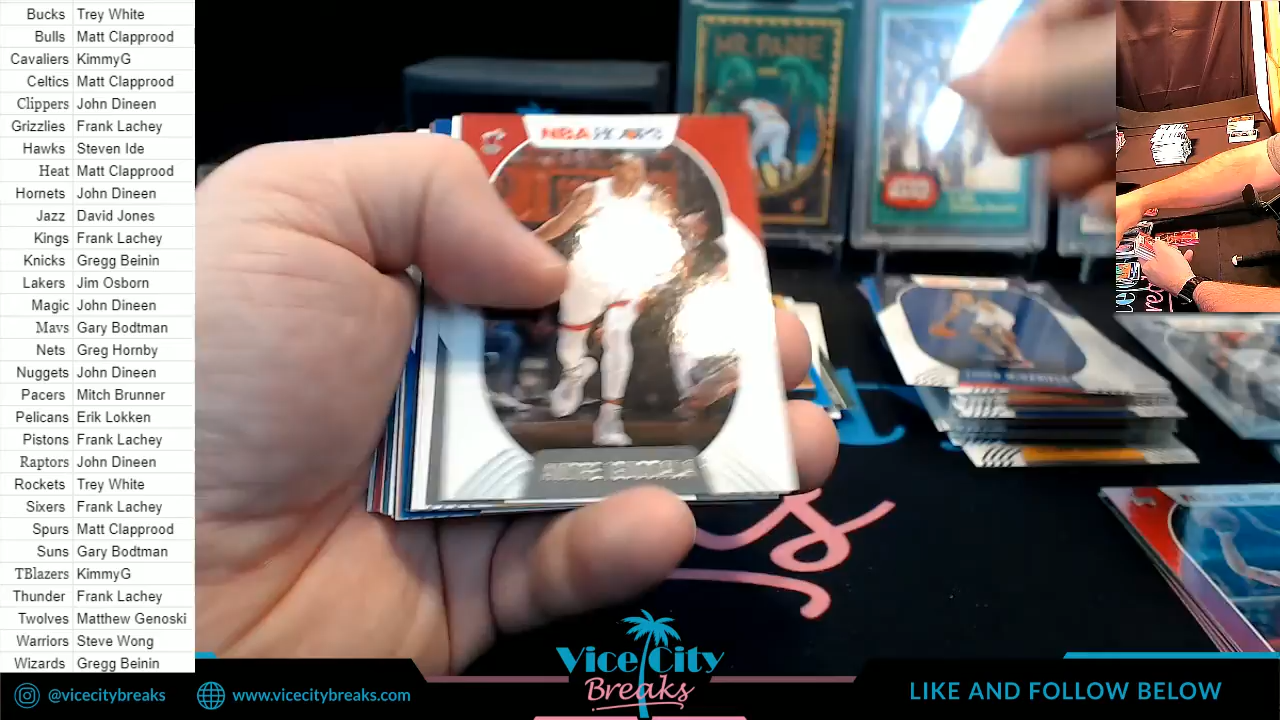 Bucks Trey White
Bulls Matt Clapprood
Cavaliers KimmyG
Celtics Matt Clapprood
Clippers John Dineen
Grizzlies Frank Lachey
Hawks Steven Ide
Heat Matt Clapprood
Hornets John Dineen
Jazz David Jones
Kings Frank Lachey
Knicks Gregg Beinin
Lakers Jim Osborn
Magic John Dineen
Mavs Gary Bodtman
Nets Greg Hornby
Nuggets John Dineen
Pacers Mitch Brunner
Pelicans Erik Lokken
Pistons Frank Lachey
Raptors John Dineen
Rockets Trey White
Sixers Frank Lachey
Spurs Matt Clapprood
Suns Gary Bodtman
TBlazers KimmyG
Thunder Frank Lachey
Twolves Matthew Genoski
Warriors Steve Wong
Wizards Gregg Beinin
NBA HOOPS
ANDRE IGUODALA
Vice City
Breaks
@vicecitybreaks
www.vicecitybreaks.com
LIKE AND FOLLOW BELOW